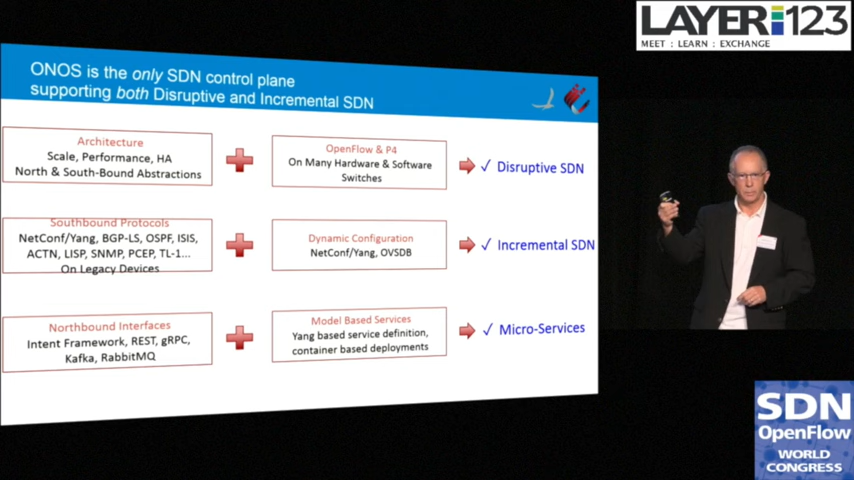 LAYER 123
MEET : LEARN : EXCHANGE
ONOS is the only SDN control plane
supporting both Disruptive and Incremental SDN
Architecture
Scale, Performance, HA
North & South-Bound Abstractions
OpenFlow & P4
On Many Hardware & Software
Switches
✓ Disruptive SDN
Southbound Protocols
NetConf/Yang, BGP-LS, OSPF, ISIS,
ACTN, LISP, SNMP, PCEP, TL-1...
On Legacy Devices
Dynamic Configuration
NetConf/Yang, OVSDB
✓ Incremental SDN
Northbound Interfaces
Intent Framework, REST, gRPC,
Kafka, RabbitMQ
Model Based Services
Yang based service definition,
container based deployments
✓ Micro-Services
SDN
OpenFlow
WORLD
CONGRESS